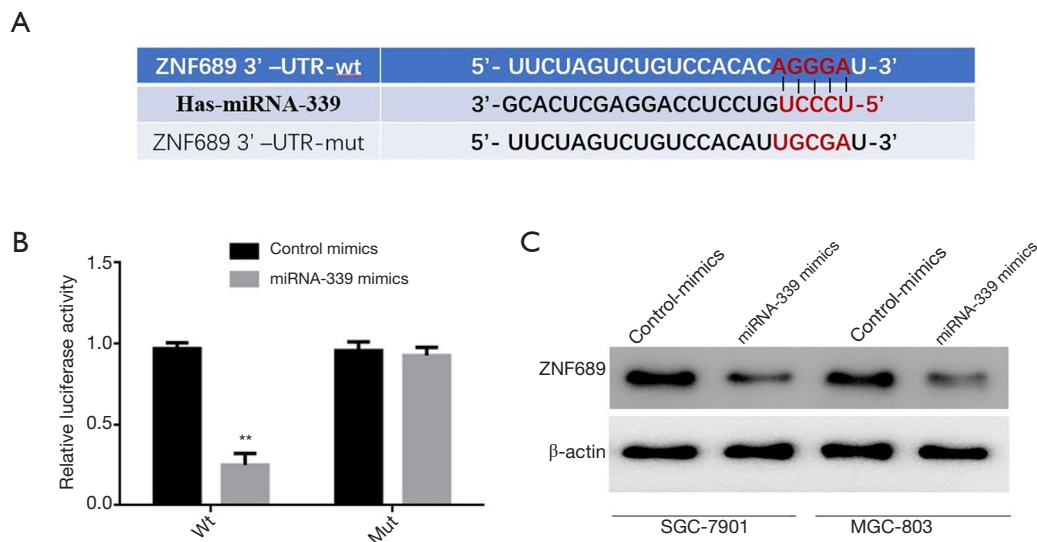 A
ZNF689 3’ –UTR-wt 5’- UUCUAGUCUGUCCACACAGGGAU-3’
Has-miRNA-339 3’-GCACUCGAGGACCUCCUGUCCCU-5’
ZNF689 3’ –UTR-mut 5’- UUCUAGUCUGUCCACAUUGCGAU-3’
B
Control mimics
miRNA-339 mimics
Relative luciferase activity
1.5
1.0
0.5
0.0
**
Wt
Mut
C
Control-mimics
miRNA-339 mimics
Control-mimics
miRNA-339 mimics
ZNF689
β-actin
SGC-7901
MGC-803